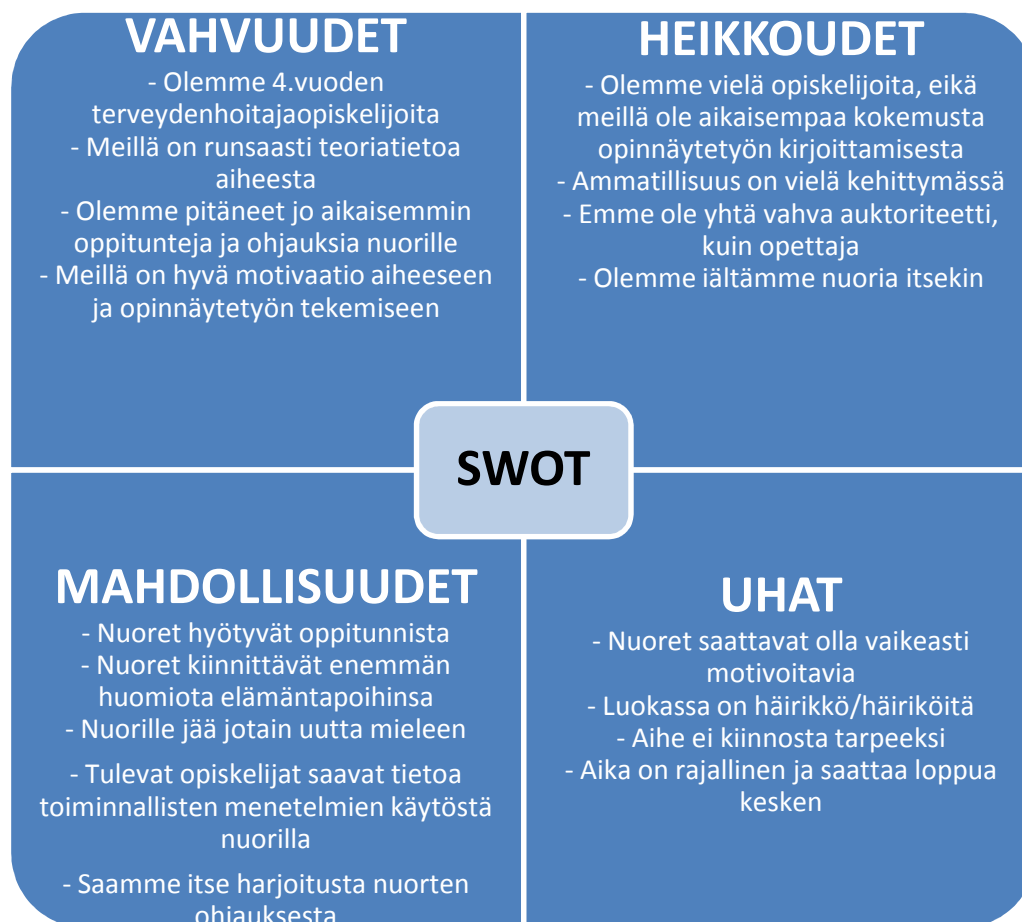 VAHVUUDET
- Olemme 4.vuoden
terveydenhoitajaopiskelijoita
- Meillä on runsaasti teoriatietoa
aiheesta
- Olemme pitäneet jo aikaisemmin
oppitunteja ja ohjauksia nuorille
- Meillä on hyvä motivaatio aiheeseen
ja opinnäytetyön tekemiseen
HEIKKOUDET
- Olemme vielä opiskelijoita, eikä
meillä ole aikaisempaa kokemusta
opinnäytetyön kirjoittamisesta
- Ammatillisuus on vielä kehittymässä
- Emme ole yhtä vahva auktoriteetti,
kuin opettaja
- Olemme iältämme nuoria itsekin
SWOT
MAHDOLLISUUDET
- Nuoret hyötyvät oppitunnista
- Nuoret kiinnittävät enemmän
huomiota elämäntapoihinsa
- Nuorille jää jotain uutta mieleen
- Tulevat opiskelijat saavat tietoa
toiminnallisten menetelmien käytöstä
nuorilla
- Saamme itse harjoitusta nuorten
ohjauksesta
UHAT
- Nuoret saattavat olla vaikeasti
motivoitavia
- Luokassa on häirikkö/häiriköitä
- Aihe ei kiinnosta tarpeeksi
- Aika on rajallinen ja saattaa loppua
kesken